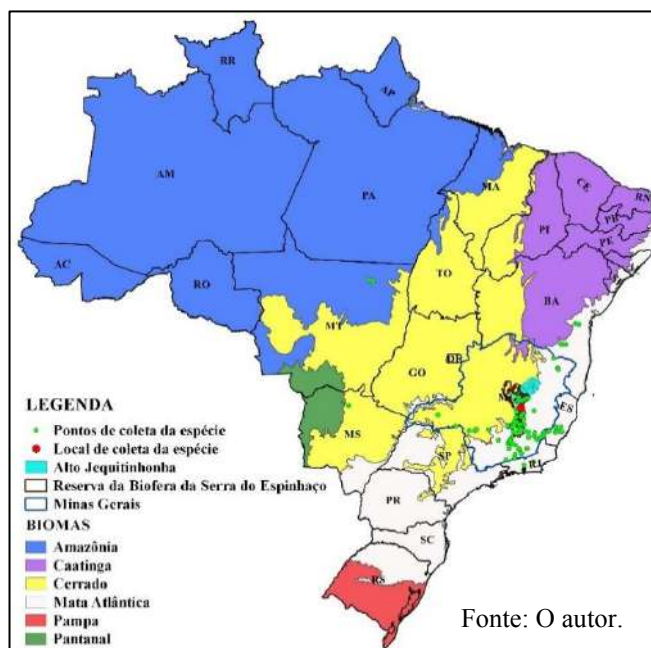 RR
AP
AM
PA
MA
CE
RN
PB
PE
PI
AC
RO
TO
BA
MT
GO
DF
MS
ES
SP
RJ
PR
SC
RS
LEGENDA
Pontos de coleta da espécie
Local de coleta da espécie
Alto Jequitinhonha
Reserva da Biofera da Serra do Espinhaço
Minas Gerais
BIOMAS
Amazônia
Caatinga
Cerrado
Mata Atlântica
Pampa
Pantanal
Fonte: O autor.